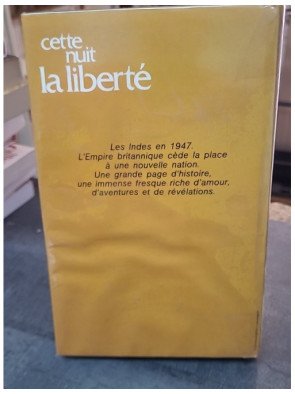 cette
nuit
la liberté
Les Indes en 1947.
L'Empire britannique cède la place
à une nouvelle nation.
Une grande page d'histoire,
une immense fresque riche d'amour,
d'aventures et de révélations.